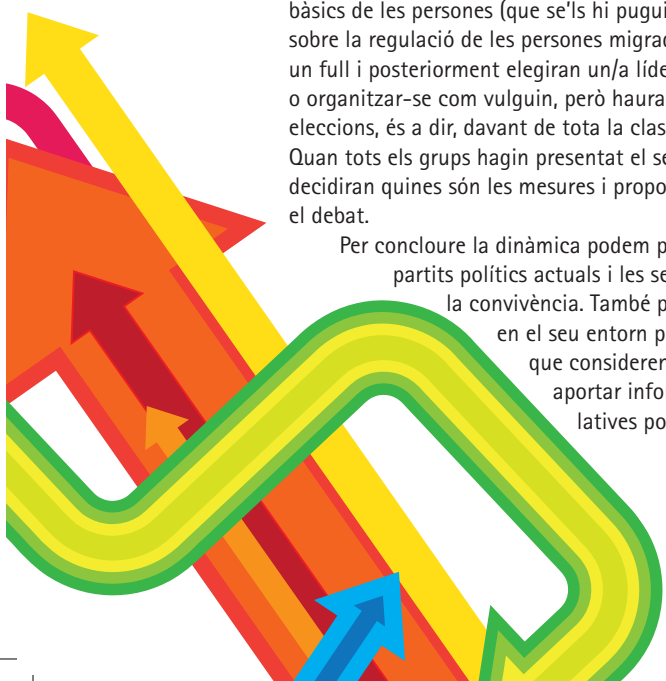 bàsics de les persones (que se'ls hi pugui
sobre la regulació de les persones migrad
un full i posteriorment elegiran un/a líde
o organitzar-se com vulguin, però haura
eleccions, és a dir, davant de tota la clas
Quan tots els grups hagin presentat el se
decidiran quines són les mesures i propo
el debat.
Per concloure la dinàmica podem p
partits polítics actuals i les se
la convivència. També p
en el seu entorn p
que consideren
aportar infor
latives po